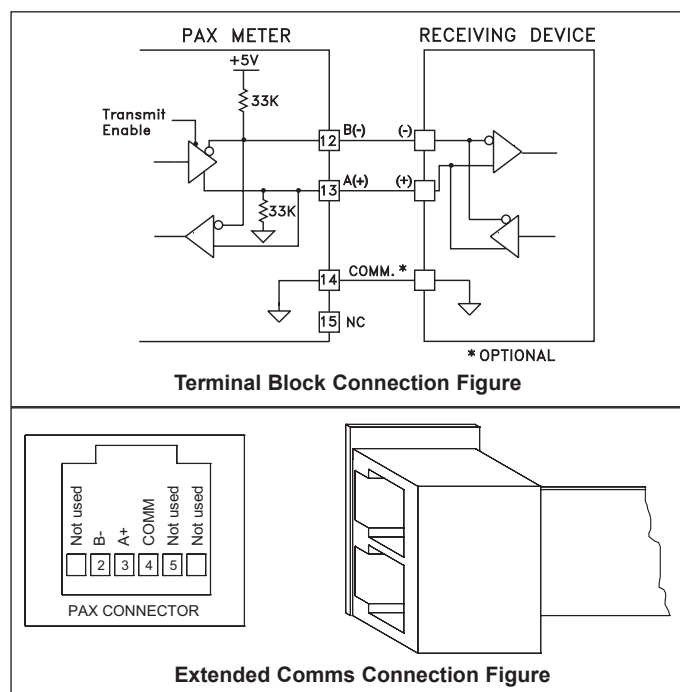 PAX METER
RECEIVING DEVICE
+5V
33K
Transmit
Enable
12
B(-)
(-)
13
A(+)
(+)
33K
14
COMM.*
15
NC
* OPTIONAL
Terminal Block Connection Figure
Not used
B-
A+
COMM
Not used
Not used
2
3
4
5
PAX CONNECTOR
Extended Comms Connection Figure